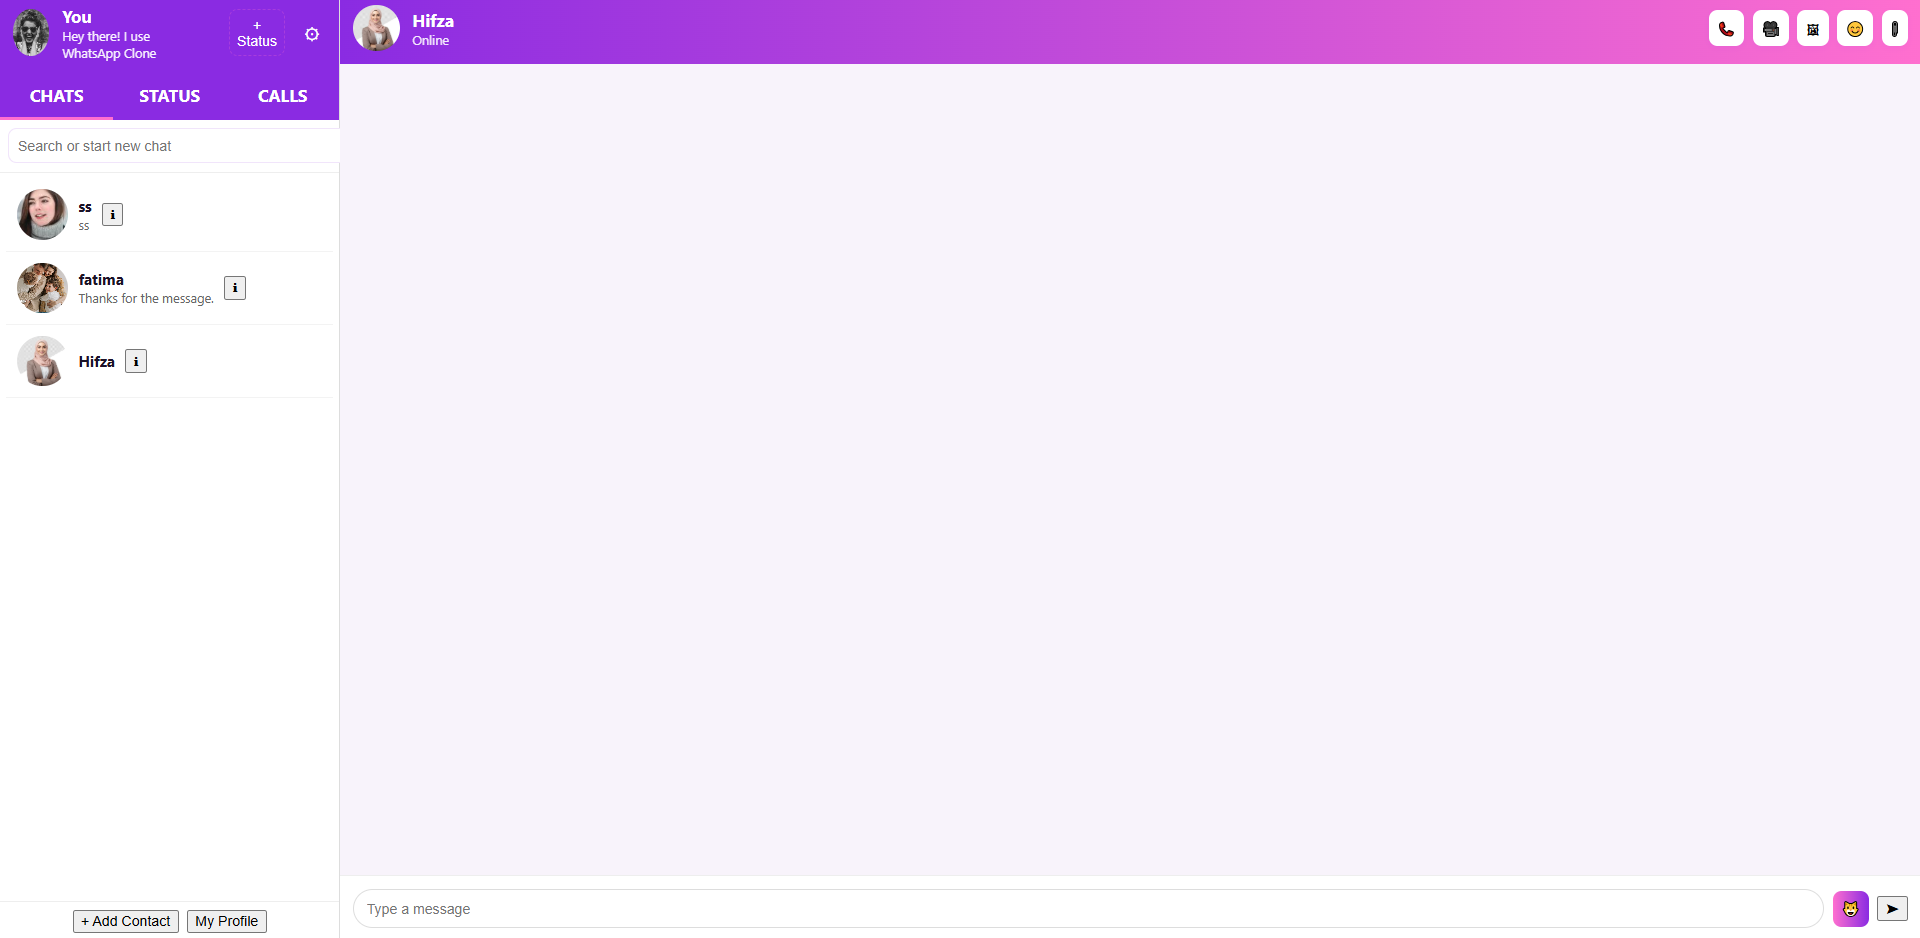 You
Hey there! I use
WhatsApp Clone
+
Status
CHATS
STATUS
CALLS
Search or start new chat
ss
ss
i
fatima
Thanks for the message.
i
Hifza
i
+ Add Contact
My Profile
Hifza
Online
Type a message